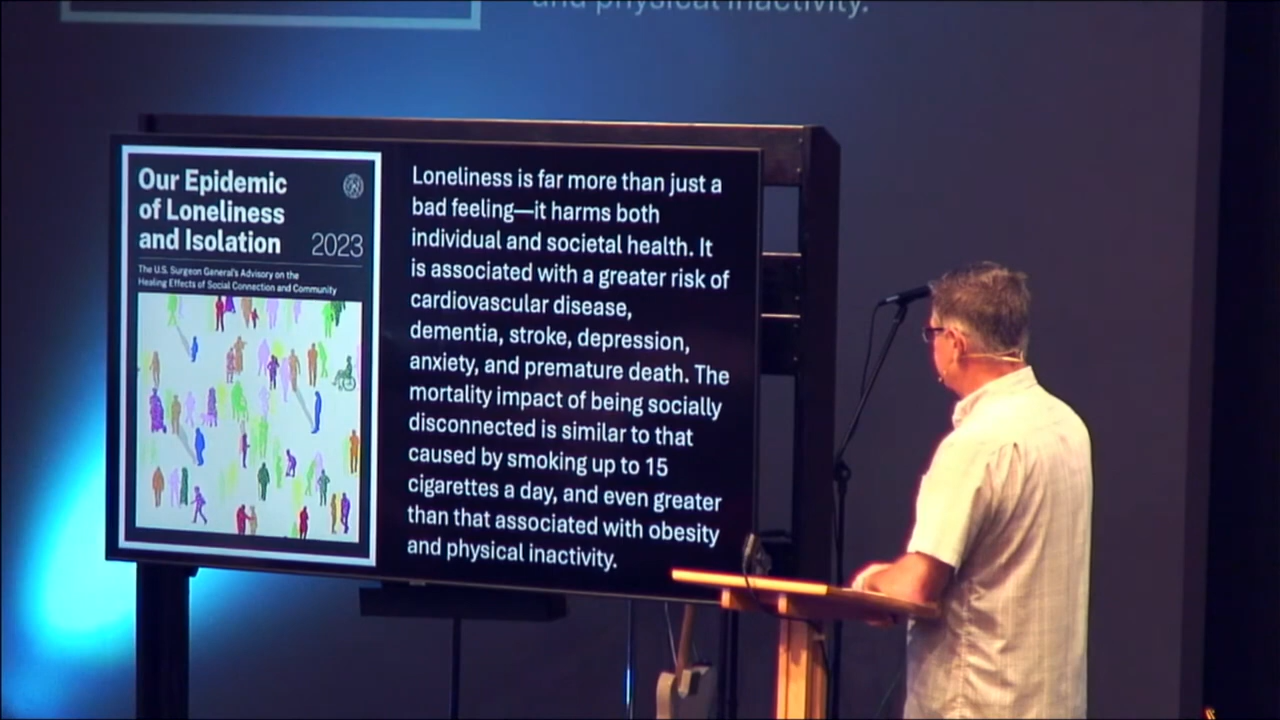 and physical inactivity.
Our Epidemic
of Loneliness
and Isolation 2023
The U.S. Surgeon General's Advisory on the
Healing Effects of Social Connection and Community
Loneliness is far more than just a
bad feeling—it harms both
individual and societal health. It
is associated with a greater risk of
cardiovascular disease,
dementia, stroke, depression,
anxiety, and premature death. The
mortality impact of being socially
disconnected is similar to that
caused by smoking up to 15
cigarettes a day, and even greater
than that associated with obesity
and physical inactivity.